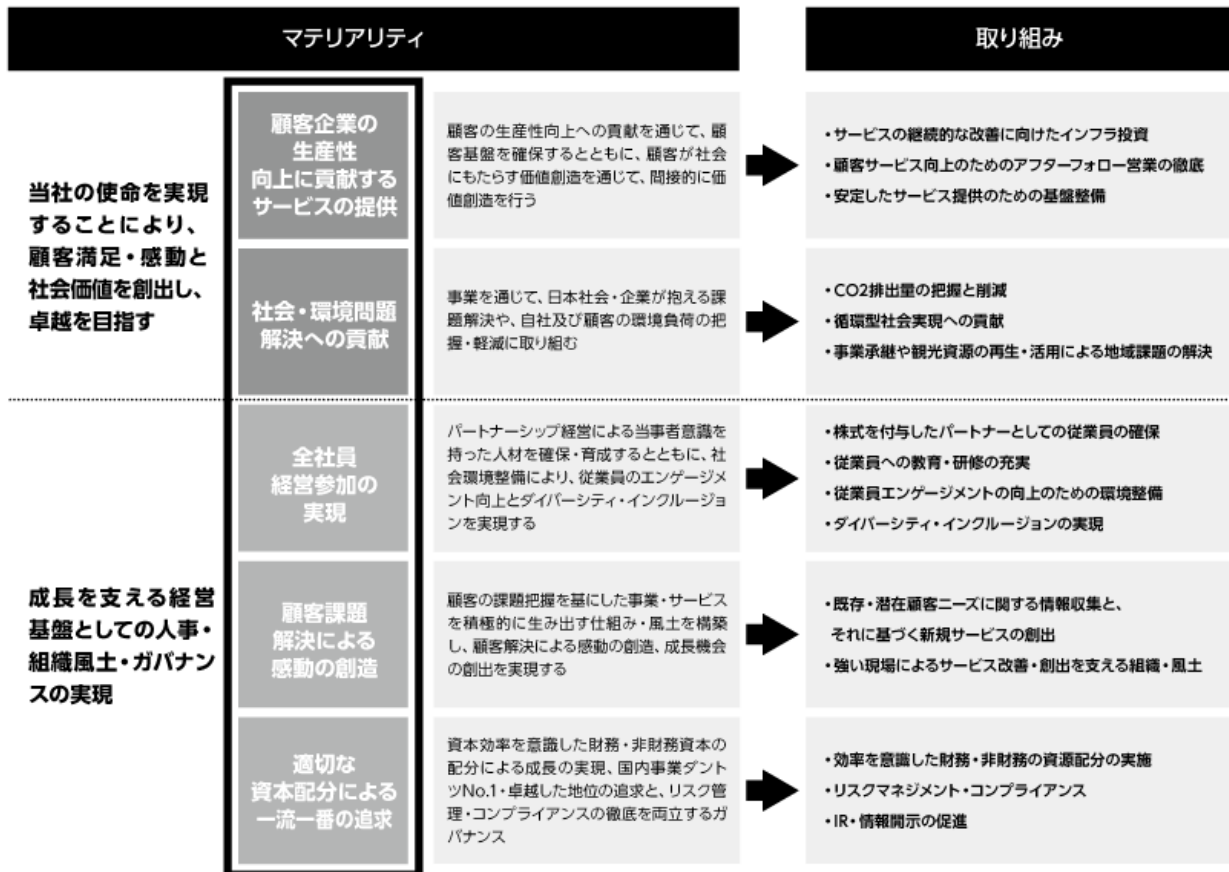 マテリアリティ
取り組み
当社の使命を実現
することにより、
顧客満足・感動と
社会価値を創出し、
卓越を目指す
顧客企業の
生産性
向上に貢献する
サービスの提供
顧客の生産性向上への貢献を通じて、顧
客基盤を確保するとともに、顧客が社会
にもたらす価値創造を通じて、間接的に価
値創造を行う
・サービスの継続的な改善に向けたインフラ投資
・顧客サービス向上のためのアフターフォロー営業の徹底
・安定したサービス提供のための基盤整備
社会・環境問題
解決への貢献
事業を通じて、日本社会・企業が抱える課
題解決や、自社及び顧客の環境負荷の把
握・軽減に取り組む
・CO2排出量の把握と削減
・循環型社会実現への貢献
・事業承継や観光資源の再生・活用による地域課題の解決
成長を支える経営
基盤としての人事・
組織風土・ガバナン
スの実現
全社員
経営参加の
実現
パートナーシップ経営による当事者意識を
持った人材を確保・育成するとともに、社
会環境整備により、従業員のエンゲージメ
ント向上とダイバーシティ・インクルージョ
ンを実現する
・株式を付与したパートナーとしての従業員の確保
・従業員への教育・研修の充実
・従業員エンゲージメントの向上のための環境整備
・ダイバーシティ・インクルージョンの実現
顧客課題
解決による
感動の創造
顧客の課題把握を基にした事業・サービス
を積極的に生み出す仕組み・風土を構築
し、顧客解決による感動の創造、成長機会
の創出を実現する
・既存・潜在顧客ニーズに関する情報収集と、
それに基づく新規サービスの創出
・強い現場によるサービス改善・創出を支える組織・風土
適切な
資本配分による
一流一番の追求
資本効率を意識した財務・非財務資本の
配分による成長の実現、国内事業ダント
ツNo.1・卓越した地位の追求と、リスク管
理・コンプライアンスの徹底を両立するガ
バナンス
・効率を意識した財務・非財務の資源配分の実施
・リスクマネジメント・コンプライアンス
・IR・情報開示の促進